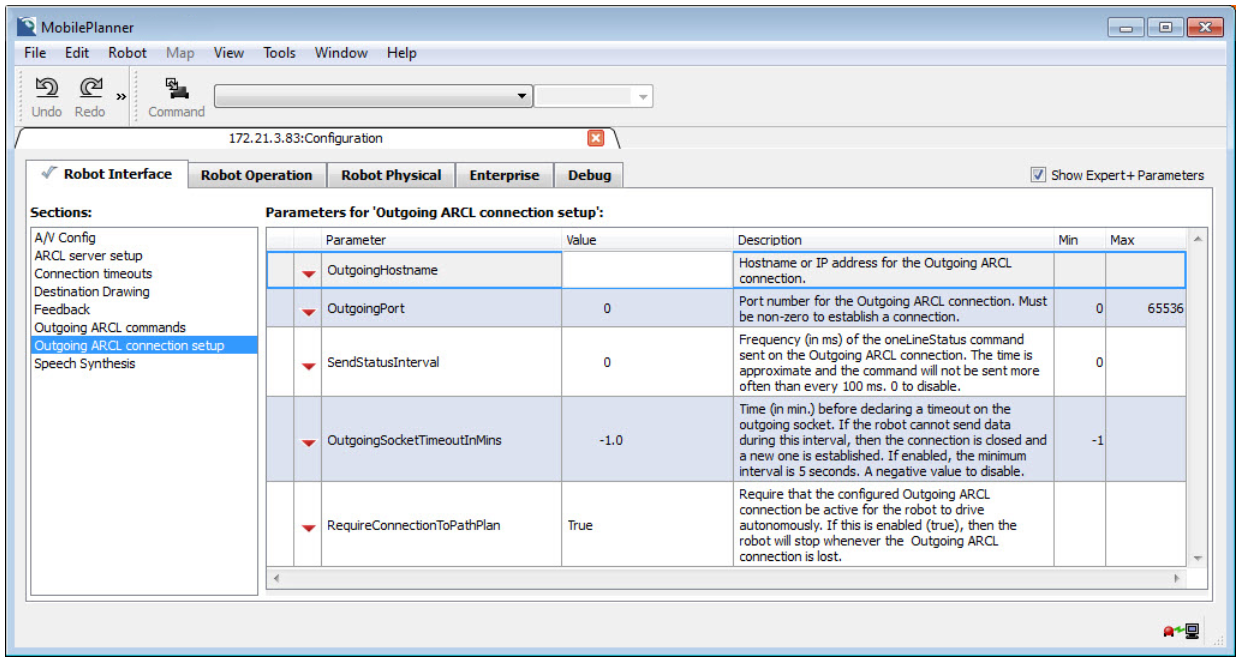 MobilePlanner
File Edit Robot Map View Tools Window Help
Undo Redo » Command
172.21.3.83:Configuration
Robot Interface Robot Operation Robot Physical Enterprise Debug Show Expert+ Parameters
Sections:
A/V Config
ARCL server setup
Connection timeouts
Destination Drawing
Feedback
Outgoing ARCL commands
Outgoing ARCL connection setup
Speech Synthesis
Parameters for 'Outgoing ARCL connection setup':
Parameter Value Description Min Max
OutgoingHostname Hostname or IP address for the Outgoing ARCL
connection.
OutgoingPort 0 Port number for the Outgoing ARCL connection. Must 0 65536
be non-zero to establish a connection.
Frequency (in ms) of the oneLineStatus command
sent on the Outgoing ARCL connection. The time is
SendStatusInterval 0 approximate and the command will not be sent more 0
often than every 100 ms. 0 to disable.
Time (in min.) before declaring a timeout on the
outgoing socket. If the robot cannot send data
OutgoingSocketTimeoutInMins -1.0 during this interval, then the connection is closed and -1
a new one is established. If enabled, the minimum
interval is 5 seconds. A negative value to disable.
Require that the configured Outgoing ARCL
connection be active for the robot to drive
RequireConnectionToPathPlan True autonomously. If this is enabled (true), then the
robot will stop whenever the Outgoing ARCL
connection is lost.